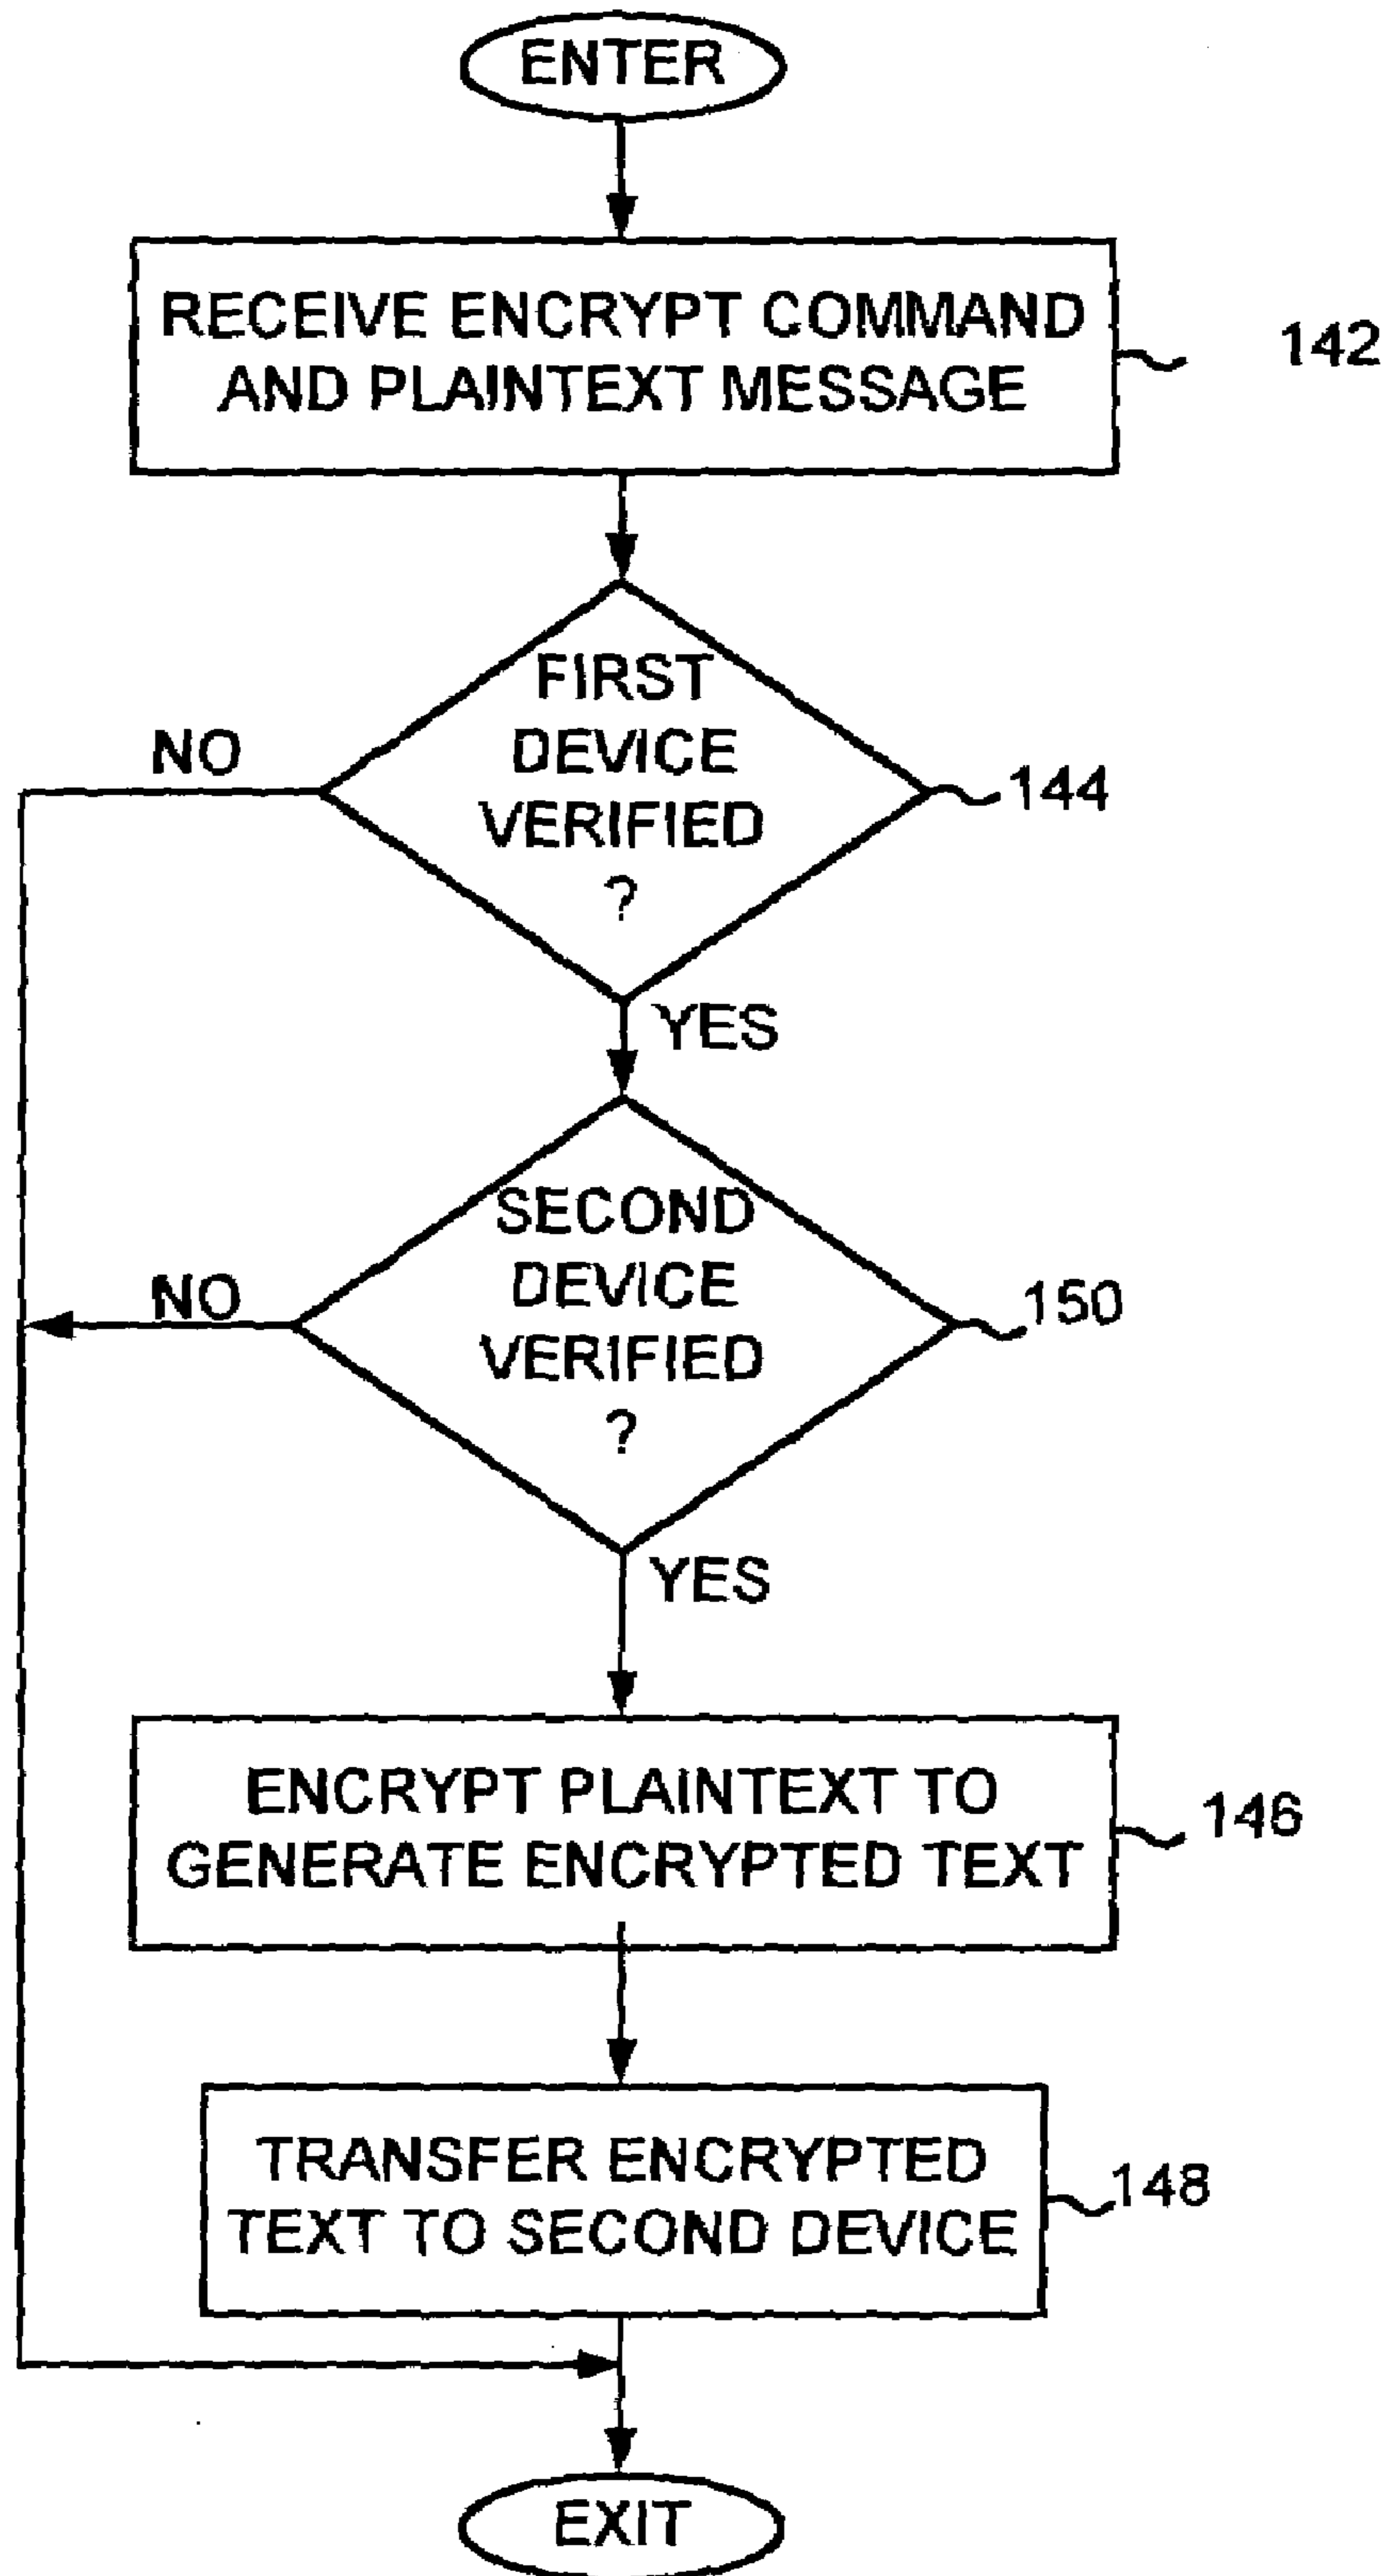 ENTER
RECEIVE ENCRYPT COMMAND
AND PLAINTEXT MESSAGE
142
FIRST
DEVICE
VERIFIED
?
NO
144
YES
SECOND
DEVICE
VERIFIED
?
NO
150
YES
ENCRYPT PLAINTEXT TO
GENERATE ENCRYPTED TEXT
146
TRANSFER ENCRYPTED
TEXT TO SECOND DEVICE
148
EXIT